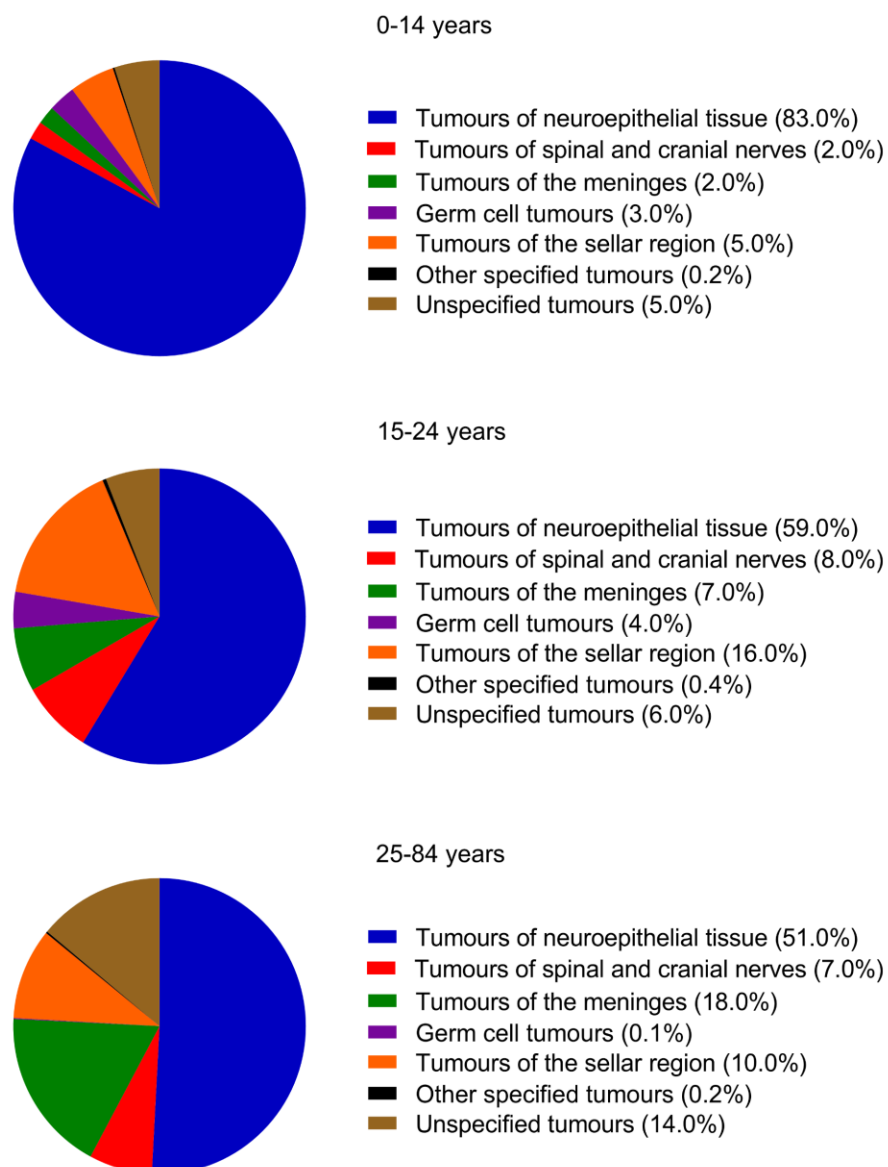 0-14 years
Tumours of neuroepithelial tissue (83.0%)
Tumours of spinal and cranial nerves (2.0%)
Tumours of the meninges (2.0%)
Germ cell tumours (3.0%)
Tumours of the sellar region (5.0%)
Other specified tumours (0.2%)
Unspecified tumours (5.0%)
15-24 years
Tumours of neuroepithelial tissue (59.0%)
Tumours of spinal and cranial nerves (8.0%)
Tumours of the meninges (7.0%)
Germ cell tumours (4.0%)
Tumours of the sellar region (16.0%)
Other specified tumours (0.4%)
Unspecified tumours (6.0%)
25-84 years
Tumours of neuroepithelial tissue (51.0%)
Tumours of spinal and cranial nerves (7.0%)
Tumours of the meninges (18.0%)
Germ cell tumours (0.1%)
Tumours of the sellar region (10.0%)
Other specified tumours (0.2%)
Unspecified tumours (14.0%)